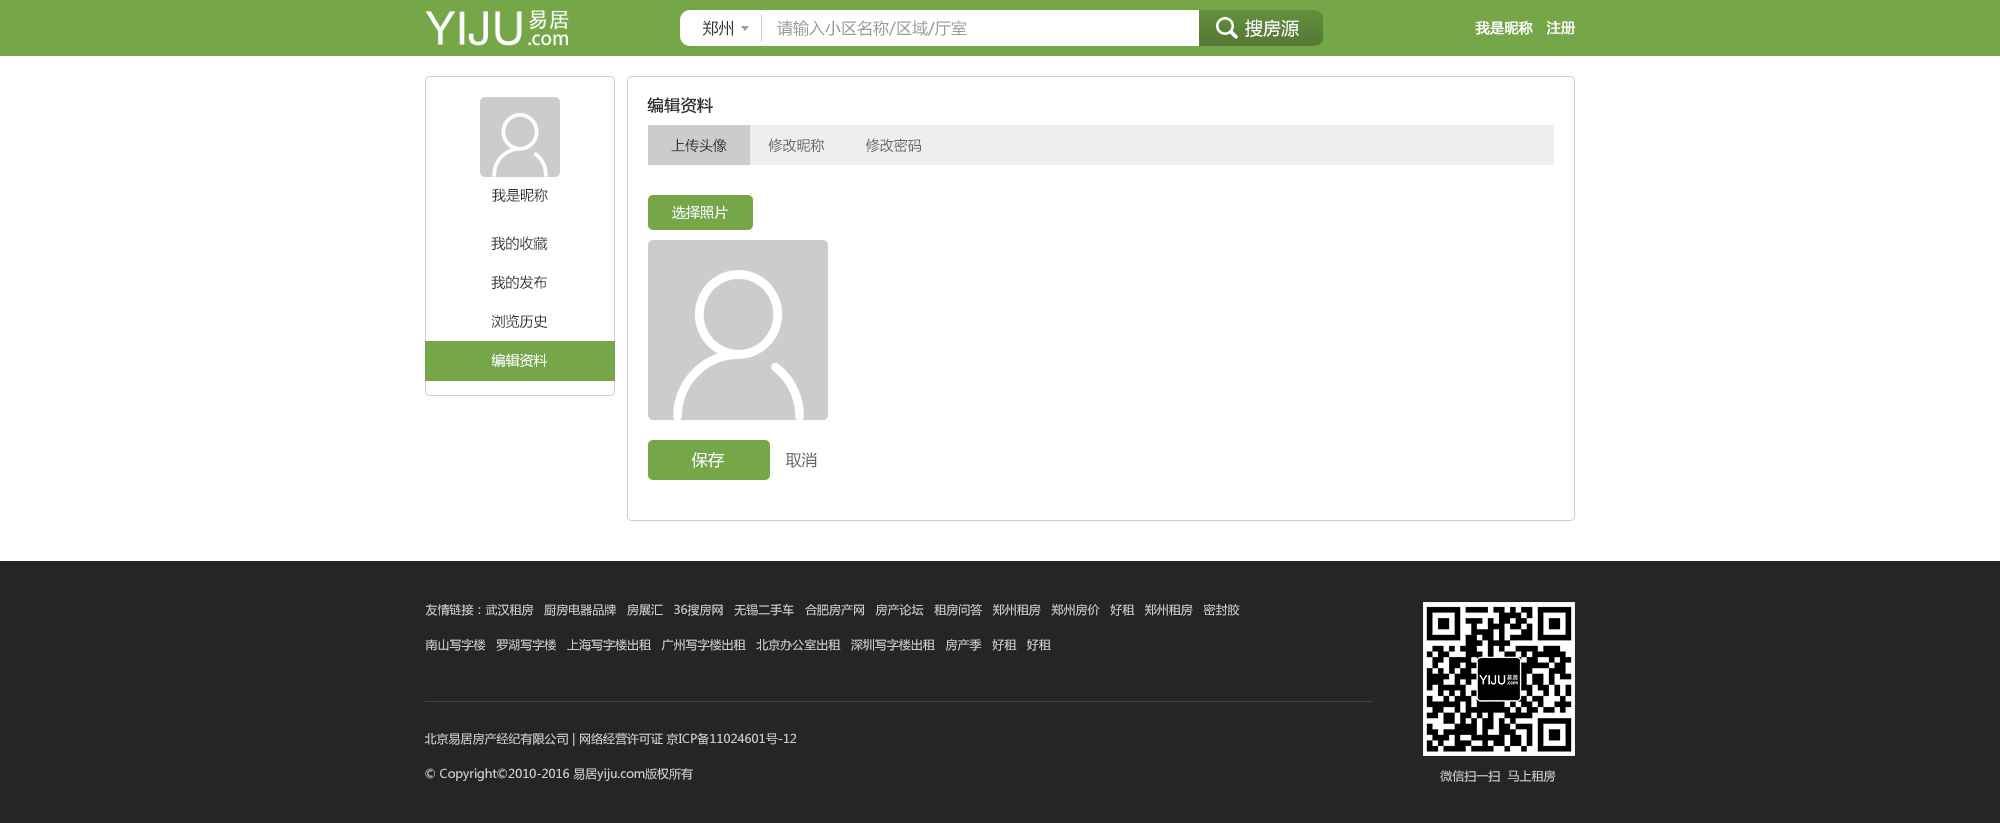 YIJU易居.com 郑州 请输入小区名称/区域/厅室 搜房源 我是昵称 注册
我是昵称
我的收藏
我的发布
浏览历史
编辑资料
编辑资料
上传头像 修改昵称 修改密码
选择照片
保存 取消
友情链接：武汉租房 厨房电器品牌 房展汇 36搜房网 无锡二手车 合肥房产网 房产论坛 租房问答 郑州租房 郑州房价 好租 郑州租房 密封胶
南山写字楼 罗湖写字楼 上海写字楼出租 广州写字楼出租 北京办公室出租 深圳写字楼出租 房产季 好租 好租
北京易居房产经纪有限公司 | 网络经营许可证 京ICP备11024601号-12
© Copyright©2010-2016 易居yiju.com版权所有
YIJU易居.com
微信扫一扫 马上租房